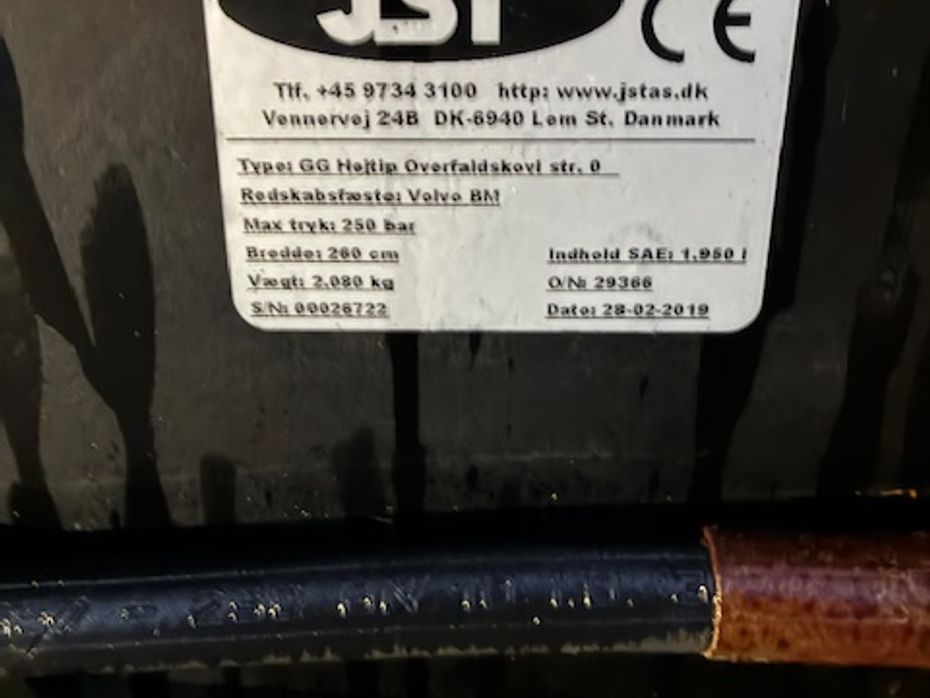 JST CE
Tlf. +45 9734 3100 http: www.jstas.dk
Vennervej 24B DK-6940 Lem St. Danmark
Type: GG Højtip Overfaldskovl str. 0
Redskabsfæste: Volvo BM
Max tryk: 250 bar
Bredde: 260 cm Indhold SAE: 1.950 l
Vægt: 2.080 kg O/N: 29366
S/N: 00026722 Dato: 28-02-2019